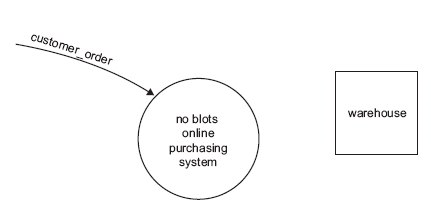 customer_order
no blots
online
purchasing
system
warehouse